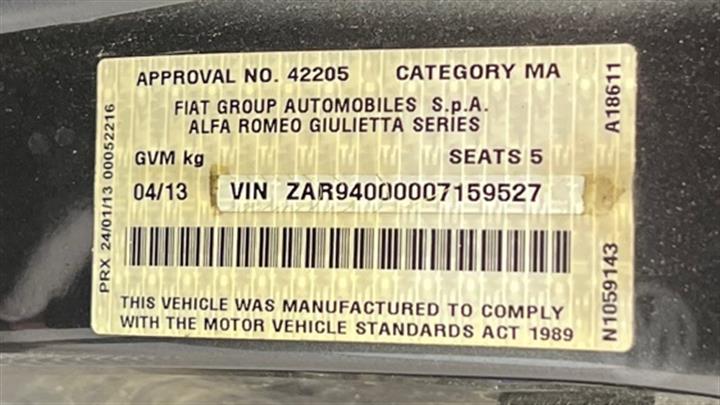 APPROVAL NO. 42205 CATEGORY MA
FIAT GROUP AUTOMOBILES S.p.A.
ALFA ROMEO GIULIETTA SERIES
GVM kg SEATS 5
04/13 VIN ZAR94000007159527
THIS VEHICLE WAS MANUFACTURED TO COMPLY
WITH THE MOTOR VEHICLE STANDARDS ACT 1989
PRX 24/01/13 00052216
A18611
N1059143